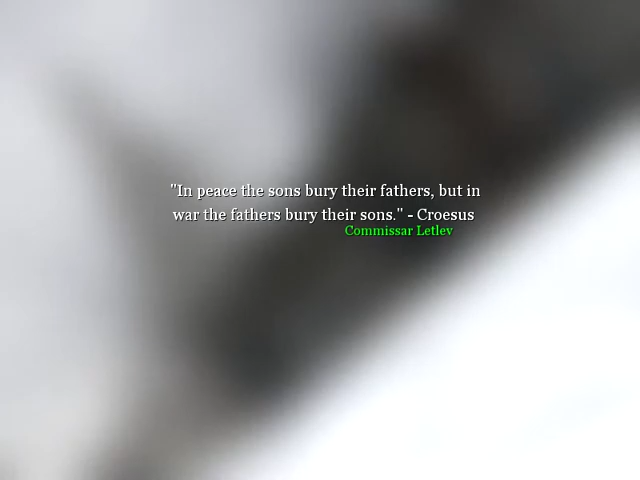 "In peace the sons bury their fathers, but in
war the fathers bury their sons." - Croesus
Commissar Letlev